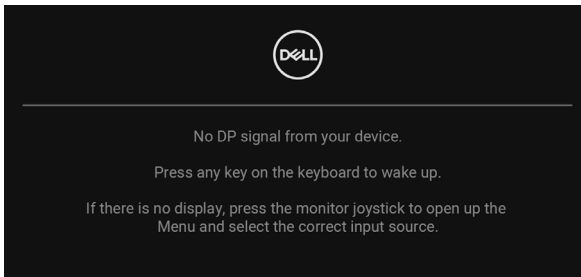 DELL
No DP signal from your device.
Press any key on the keyboard to wake up.
If there is no display, press the monitor joystick to open up the
Menu and select the correct input source.